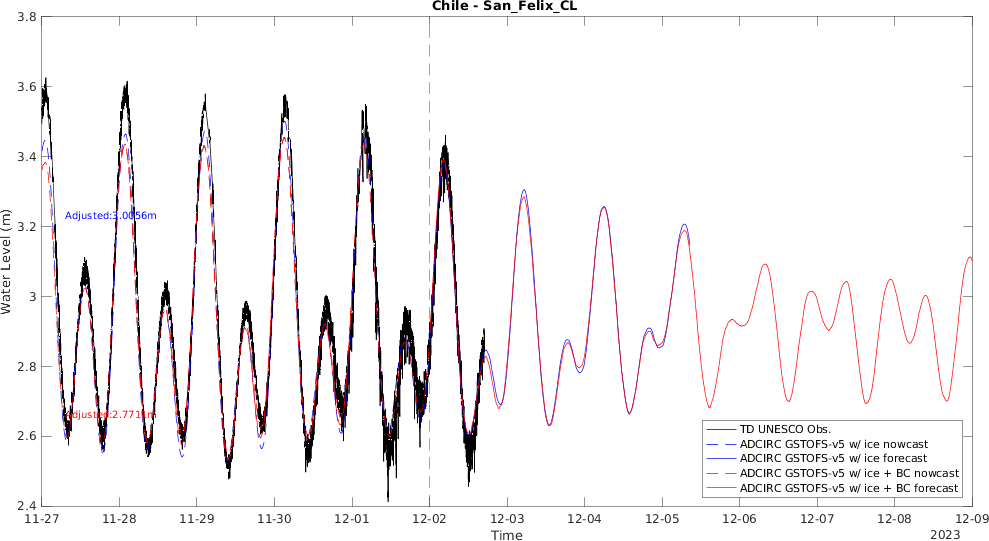 Chile - San_Felix_CL
3.8
3.6
3.4
3.2
3
2.8
2.6
2.4
Water Level (m)
Adjusted:3.0056m
11-27
11-28
11-29
11-30
12-01
12-02
12-03
12-04
12-05
12-06
12-07
12-08
12-09
Time
2023
TD UNESCO Obs.
ADCIRC GSTOFS-v5 w/ ice nowcast
ADCIRC GSTOFS-v5 w/ ice forecast
ADCIRC GSTOFS-v5 w/ ice + BC nowcast
ADCIRC GSTOFS-v5 w/ ice + BC forecast